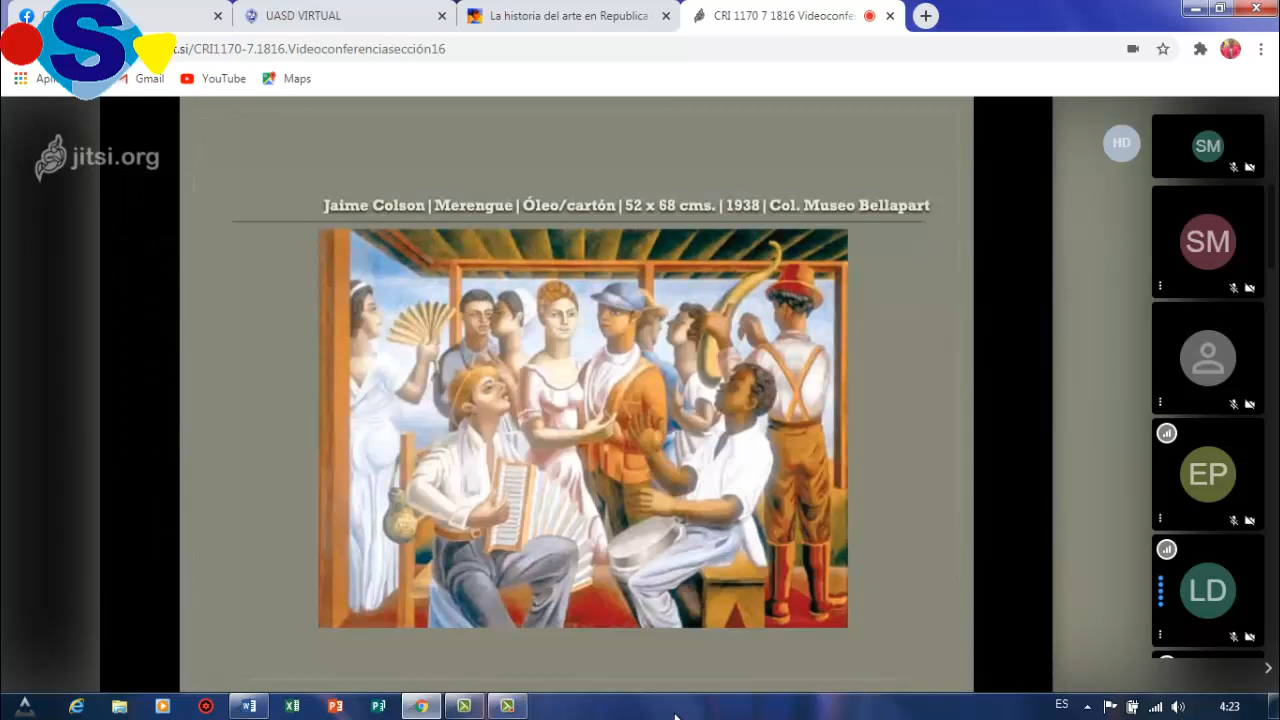 UASD VIRTUAL
La historia del arte en Republica
CRI 1170 7 1816 Videoconfe
t.si/CRI1170-7.1816.Videoconferenciasección16
Gmail
YouTube
Maps
jitsi.org
HD
SM
Jaime Colson|Merengue|Óleo/cartón|52 x 68 cms.|1938|Col. Museo Bellapart
SM
EP
LD
ES
4:23